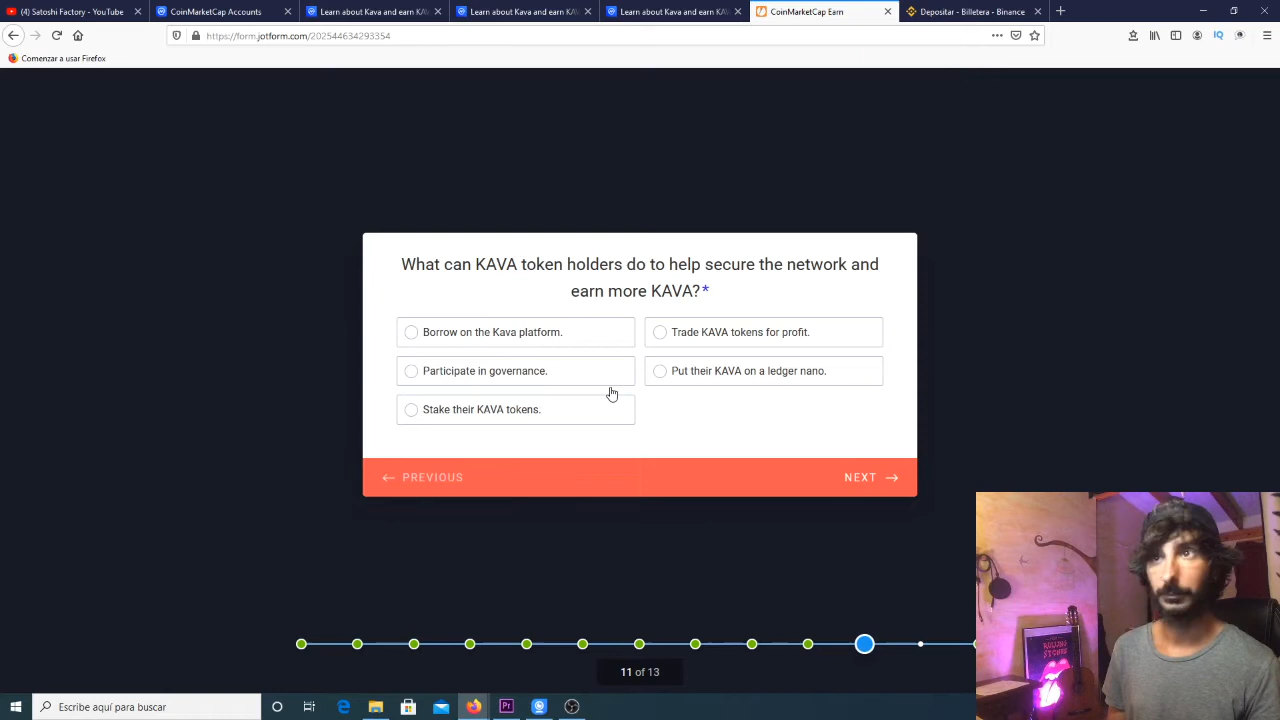 (4) Satoshi Factory - YouTube
CoinMarketCap Accounts
Learn about Kava and earn KAV
Learn about Kava and earn KAV
Learn about Kava and earn KAV
CoinMarketCap Earn
Depositar - Billetera - Binance
https://form.jotform.com/202544634293354
IQ
Comenzar a usar Firefox
What can KAVA token holders do to help secure the network and
earn more KAVA?*
Borrow on the Kava platform.
Trade KAVA tokens for profit.
Participate in governance.
Put their KAVA on a ledger nano.
Stake their KAVA tokens.
PREVIOUS
NEXT
11 of 13
Escribe aquí para buscar
Pr